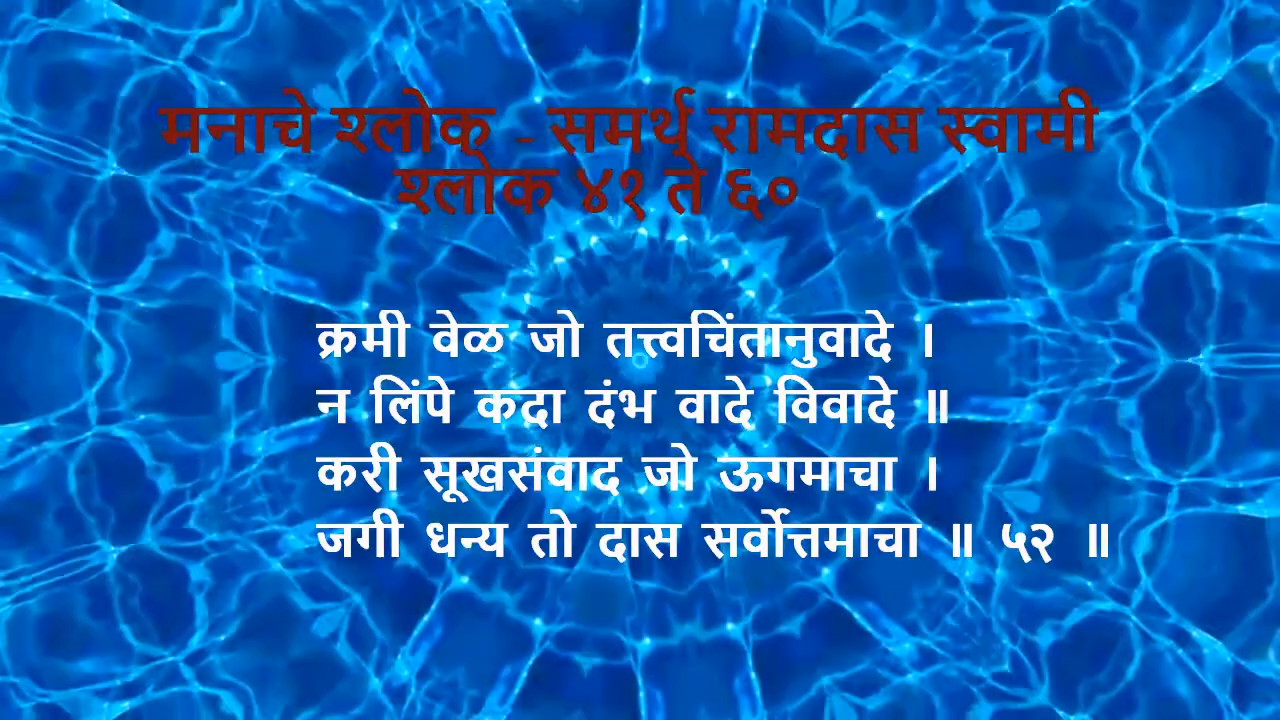 मनाचे श्लोक - समर्थ रामदास स्वामी
श्लोक ४१ ते ६०
क्रमी वेळ जो तत्त्वचिंतानुवादे ।
न लिंपे कदा दंभ वादे विवादे ॥
करी सूखसंवाद जो ऊगमाचा ।
जगी धन्य तो दास सर्वोत्तमाचा ॥ ५२ ॥